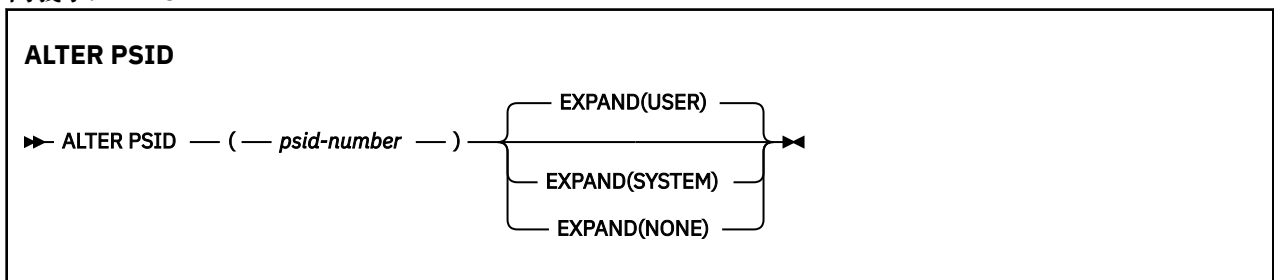 ALTER PSID
EXPAND(USER)
ALTER PSID ( psid-number )
EXPAND(SYSTEM)
EXPAND(NONE)